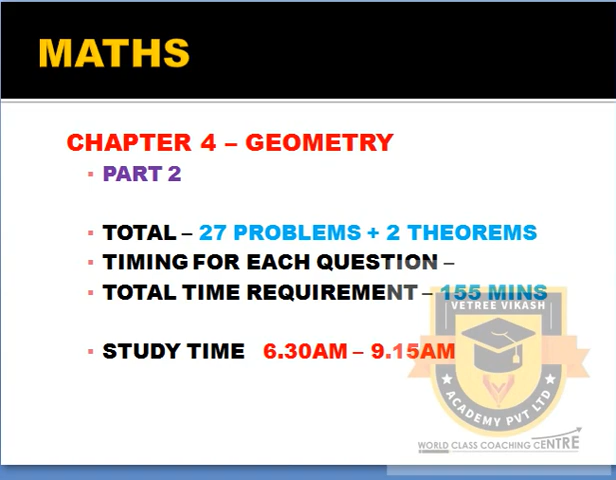 MATHS
CHAPTER 4 – GEOMETRY
▪ PART 2
▪ TOTAL – 27 PROBLEMS + 2 THEOREMS
▪ TIMING FOR EACH QUESTION –
▪ TOTAL TIME REQUIREMENT – 155 MINS
▪ STUDY TIME 6.30AM – 9.15AM
VETREE VIKASH
★ ACADEMY PVT LTD ★
WORLD CLASS COACHING CENTRE